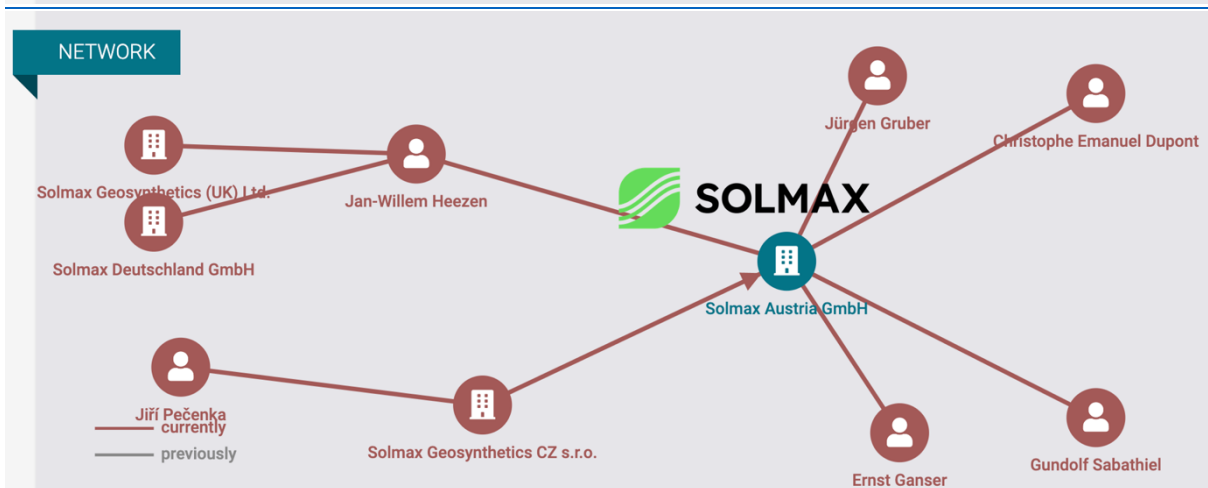 NETWORK
Jürgen Gruber
Christophe Emanuel Dupont
Solmax Geosynthetics (UK) Ltd.
Jan-Willem Heezen
SOLMAX
Solmax Deutschland GmbH
Solmax Austria GmbH
Jiří Pečenka
currently
previously
Solmax Geosynthetics CZ s.r.o.
Ernst Ganser
Gundolf Sabathiel